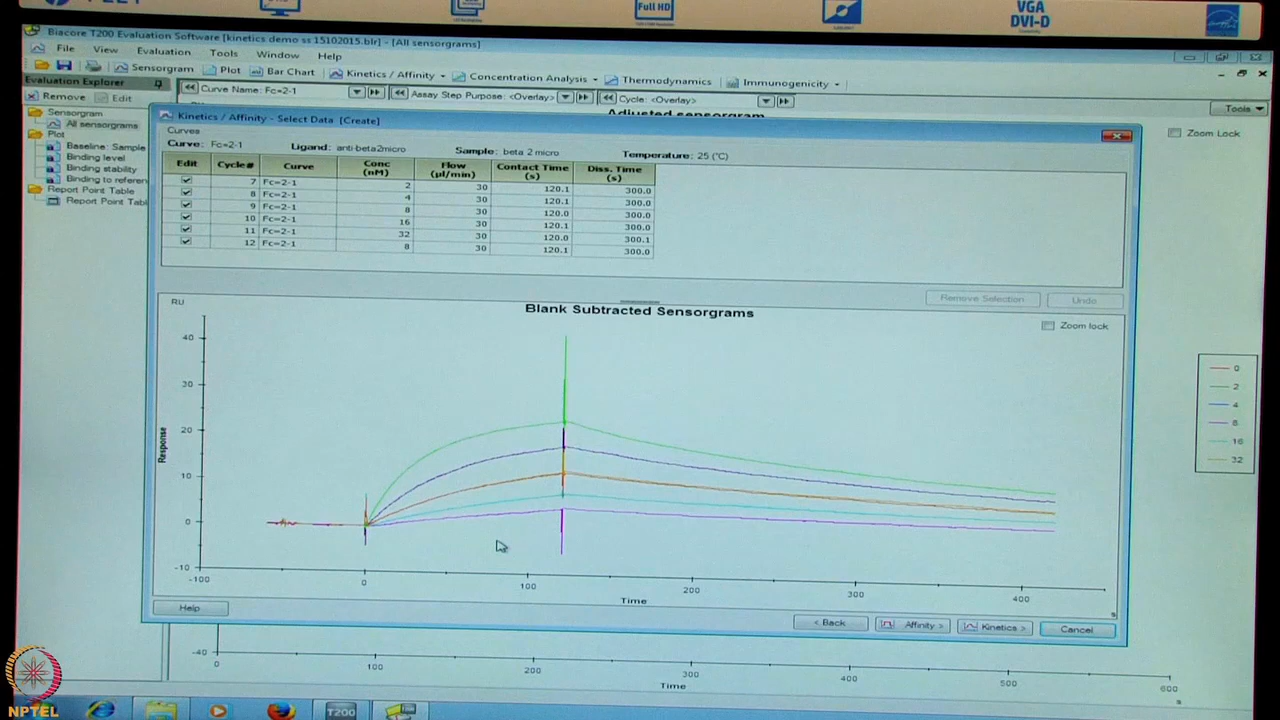 Full HD
VGA
DVI-D
Biacore T200 Evaluation Software [kinetics demo ss 15102015.blr] - [All sensorgrams]
File View Evaluation Tools Window Help
Sensorgram Plot Bar Chart Kinetics / Affinity Concentration Analysis Thermodynamics Immunogenicity
Evaluation Explorer
Remove Edit
Curve Name: Fc=2-1 Assay Step Purpose: <Overlay> Cycle: <Overlay> Tools
Adjusted sensorgram
Zoom Lock
Sensorgram
All sensorgrams
Plot
Baseline: Sample
Binding level
Binding stability
Binding to referen
Report Point Table
Report Point Tabl
Kinetics / Affinity - Select Data [Create]
Curves
Curve: Fc=2-1 Ligand: anti-beta2micro Sample: beta 2 micro Temperature: 25 (°C)
Edit Cycle# Curve Conc (nM) Flow (µl/min) Contact Time (s) Diss. Time (s)
7 Fc=2-1 2 30 120.1 300.0
8 Fc=2-1 4 30 120.1 300.0
9 Fc=2-1 8 30 120.0 300.0
10 Fc=2-1 16 30 120.1 300.0
11 Fc=2-1 32 30 120.0 300.1
12 Fc=2-1 8 30 120.1 300.0
Remove Selection Undo
RU
Blank Subtracted Sensorgrams
Zoom lock
40
30
20
10
0
-10
Response
-100 0 100 200 300 400
Time
s
0
2
4
8
16
32
Help < Back Affinity > Kinetics > Cancel
-40
0 100 200 300 400 500 600
Time
s
NPTEL
T200